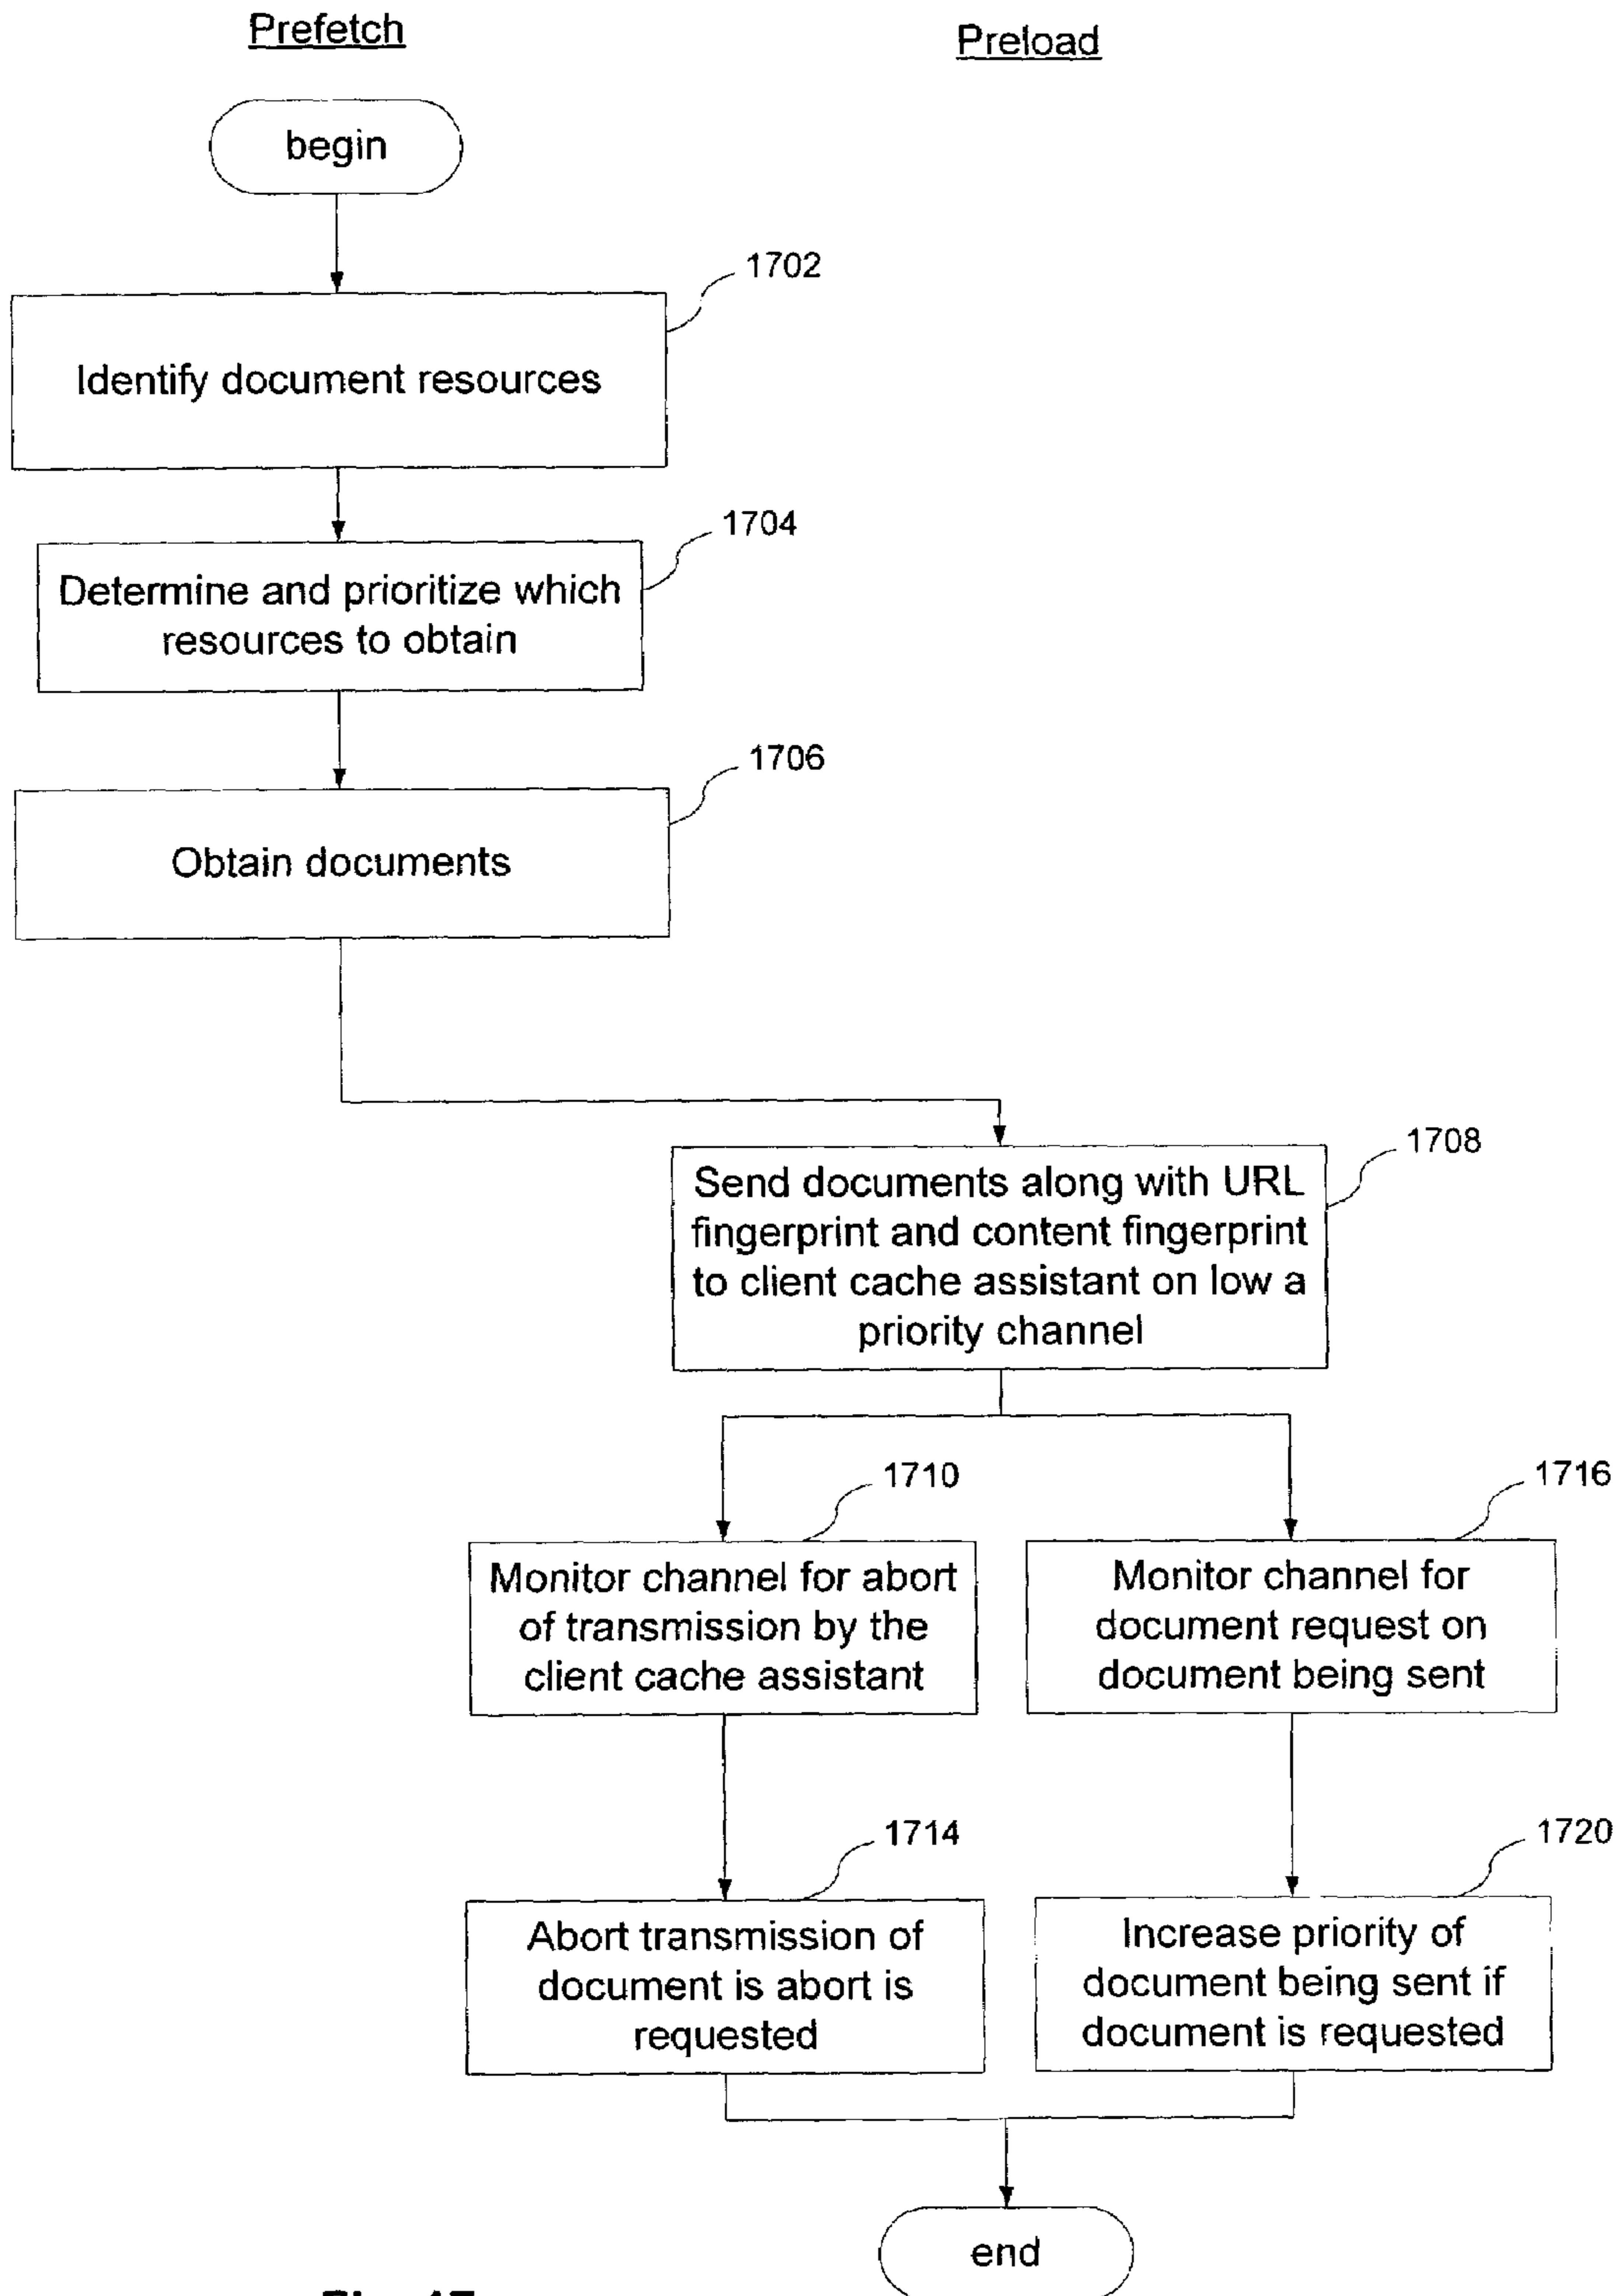 Prefetch
Preload
begin
1702
Identify document resources
1704
Determine and prioritize which
resources to obtain
1706
Obtain documents
1708
Send documents along with URL
fingerprint and content fingerprint
to client cache assistant on low a
priority channel
1710
Monitor channel for abort
of transmission by the
client cache assistant
1716
Monitor channel for
document request on
document being sent
1714
Abort transmission of
document is abort is
requested
1720
Increase priority of
document being sent if
document is requested
end